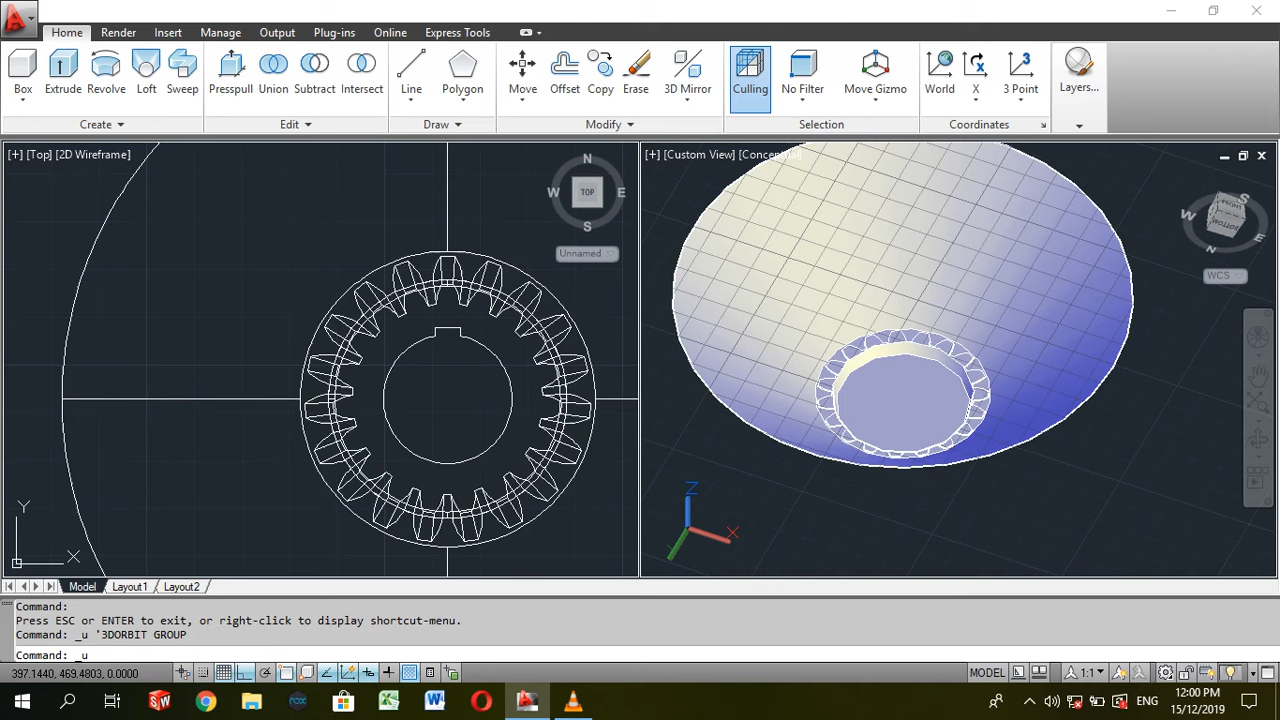 Home Render Insert Manage Output Plug-ins Online Express Tools
Box Extrude Revolve Loft Sweep Presspull Union Subtract Intersect Line Polygon Move Offset Copy Erase 3D Mirror Culling No Filter Move Gizmo World X 3 Point Layers...
Create Edit Draw Modify Selection Coordinates
[+] [Top] [2D Wireframe]
N
W TOP E
S
Unnamed
Y
X
[+] [Custom View] [Conceptual]
S
W FRONT
BOTTOM E
N
WCS
Z
X
Model Layout1 Layout2
Command:
Press ESC or ENTER to exit, or right-click to display shortcut-menu.
Command: _u '3DORBIT GROUP
Command: _u
397.1440, 469.4803, 0.0000 MODEL 1:1
ENG 12:00 PM
15/12/2019